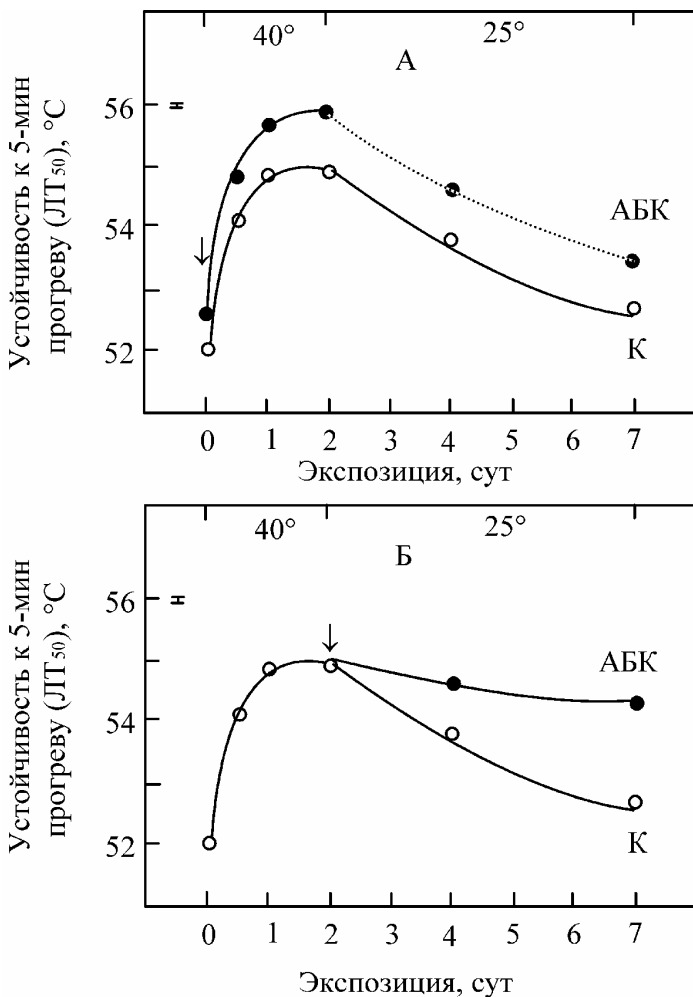 40° 25°
А
Устойчивость к 5-мин
прогреву (ЛТ50), °С
56
54
52
АБК
К
0 1 2 3 4 5 6 7
Экспозиция, сут
40° 25°
Б
Устойчивость к 5-мин
прогреву (ЛТ50), °С
56
54
52
АБК
К
0 1 2 3 4 5 6 7
Экспозиция, сут